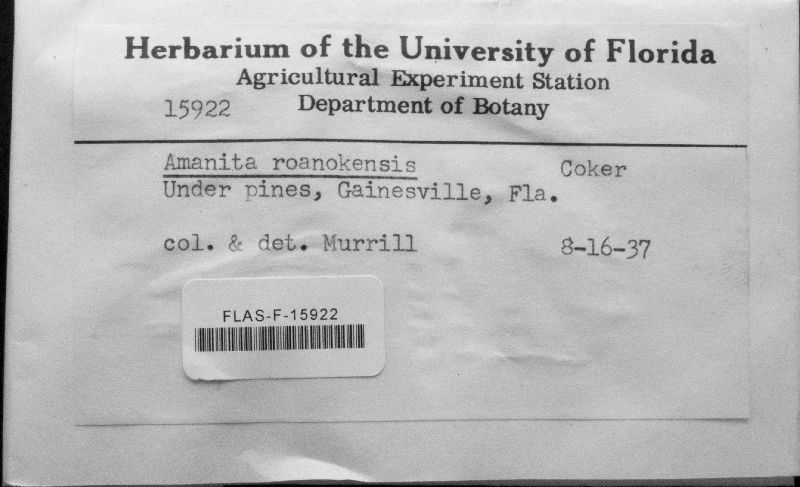 Herbarium of the University of Florida
Agricultural Experiment Station
15922 Department of Botany
Amanita roanokensis Coker
Under pines, Gainesville, Fla.
col. & det. Murrill 8-16-37
FLAS-F-15922